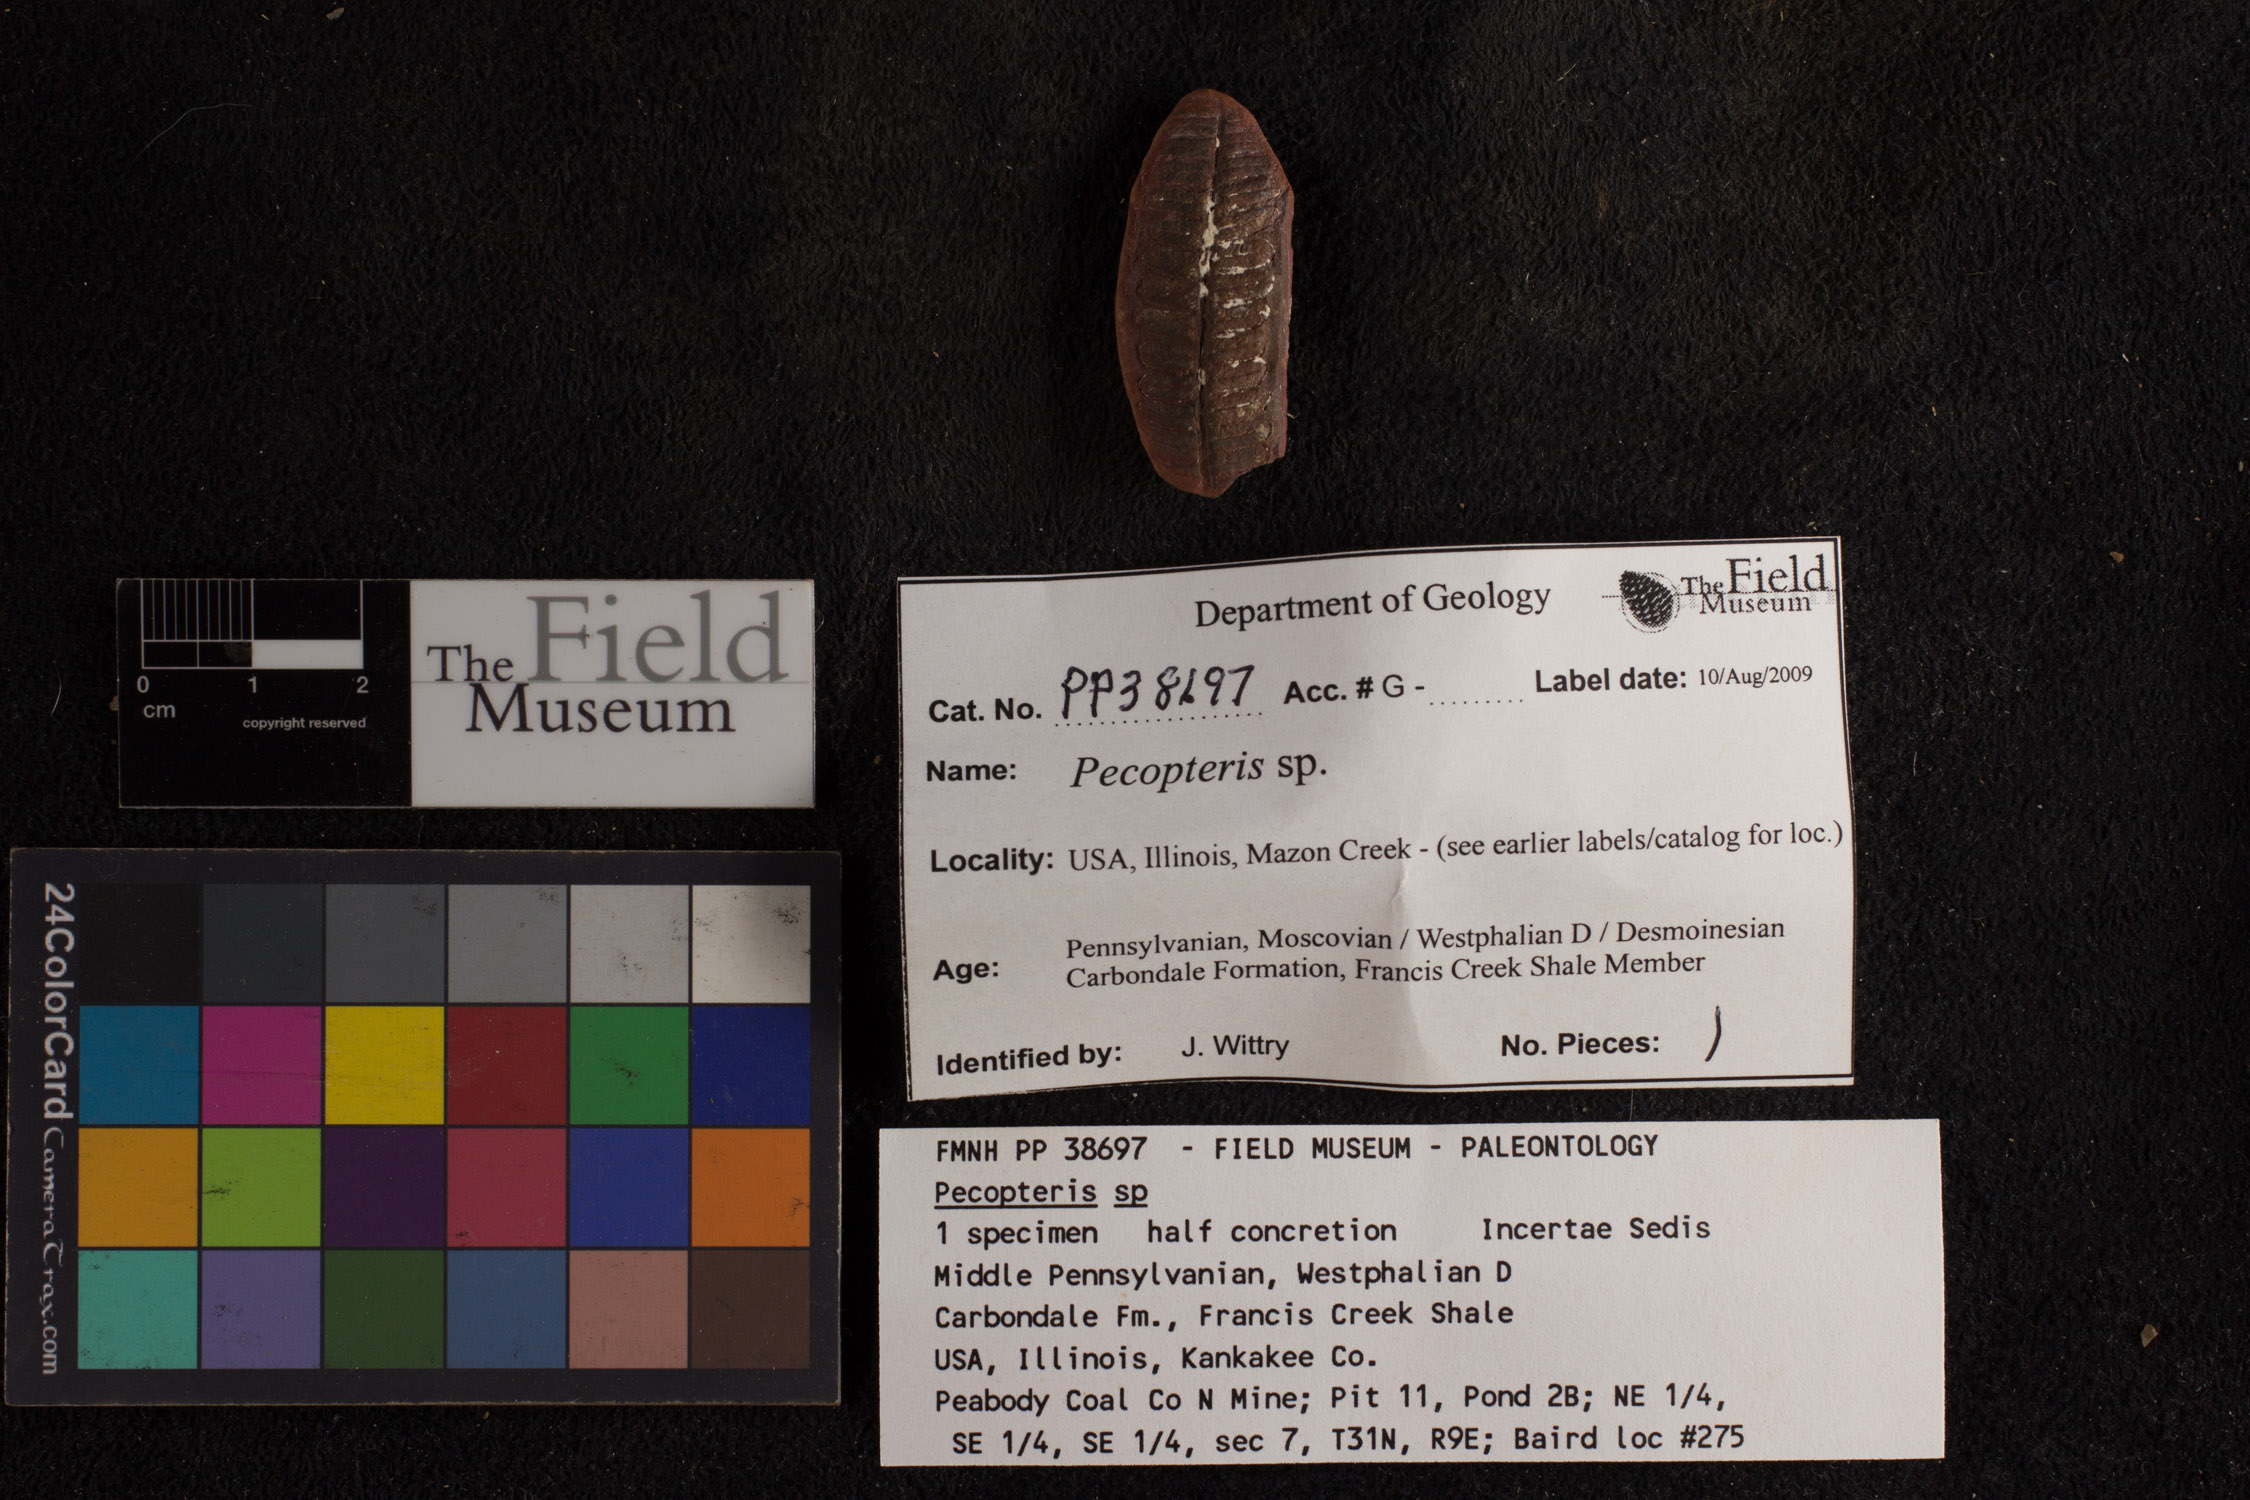 0 1 2
cm
copyright reserved
The Field
Museum
24ColorCard CameraTrax.com
Department of Geology
The Field
Museum
Cat. No. PP38697 Acc. # G - ......... Label date: 10/Aug/2009
Name: Pecopteris sp.
Locality: USA, Illinois, Mazon Creek - (see earlier labels/catalog for loc.)
Age: Pennsylvanian, Moscovian / Westphalian D / Desmoinesian
Carbondale Formation, Francis Creek Shale Member
Identified by: J. Wittry No. Pieces: 1
FMNH PP 38697 - FIELD MUSEUM - PALEONTOLOGY
Pecopteris sp
1 specimen half concretion Incertae Sedis
Middle Pennsylvanian, Westphalian D
Carbondale Fm., Francis Creek Shale
USA, Illinois, Kankakee Co.
Peabody Coal Co N Mine; Pit 11, Pond 2B; NE 1/4,
SE 1/4, SE 1/4, sec 7, T31N, R9E; Baird loc #275